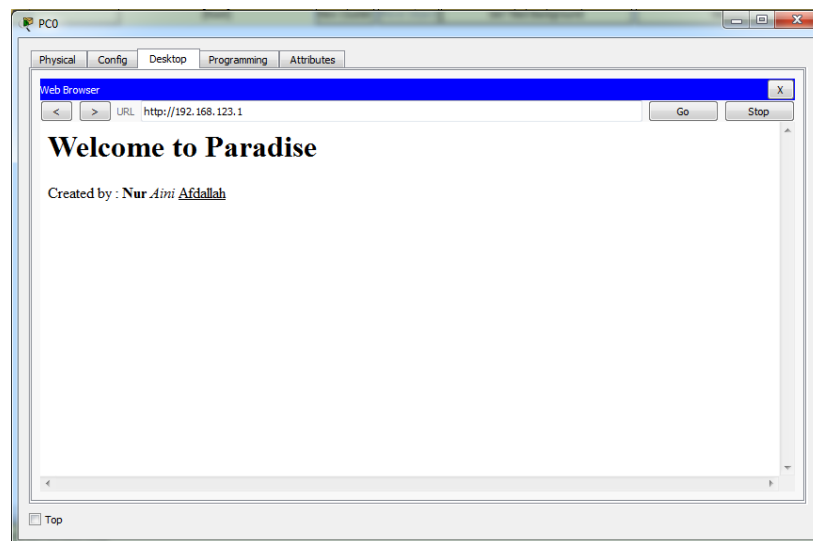 PC0
Physical Config Desktop Programming Attributes
Web Browser X
< > URL http://192.168.123.1 Go Stop
Welcome to Paradise
Created by : Nur Aini Afdallah
Top